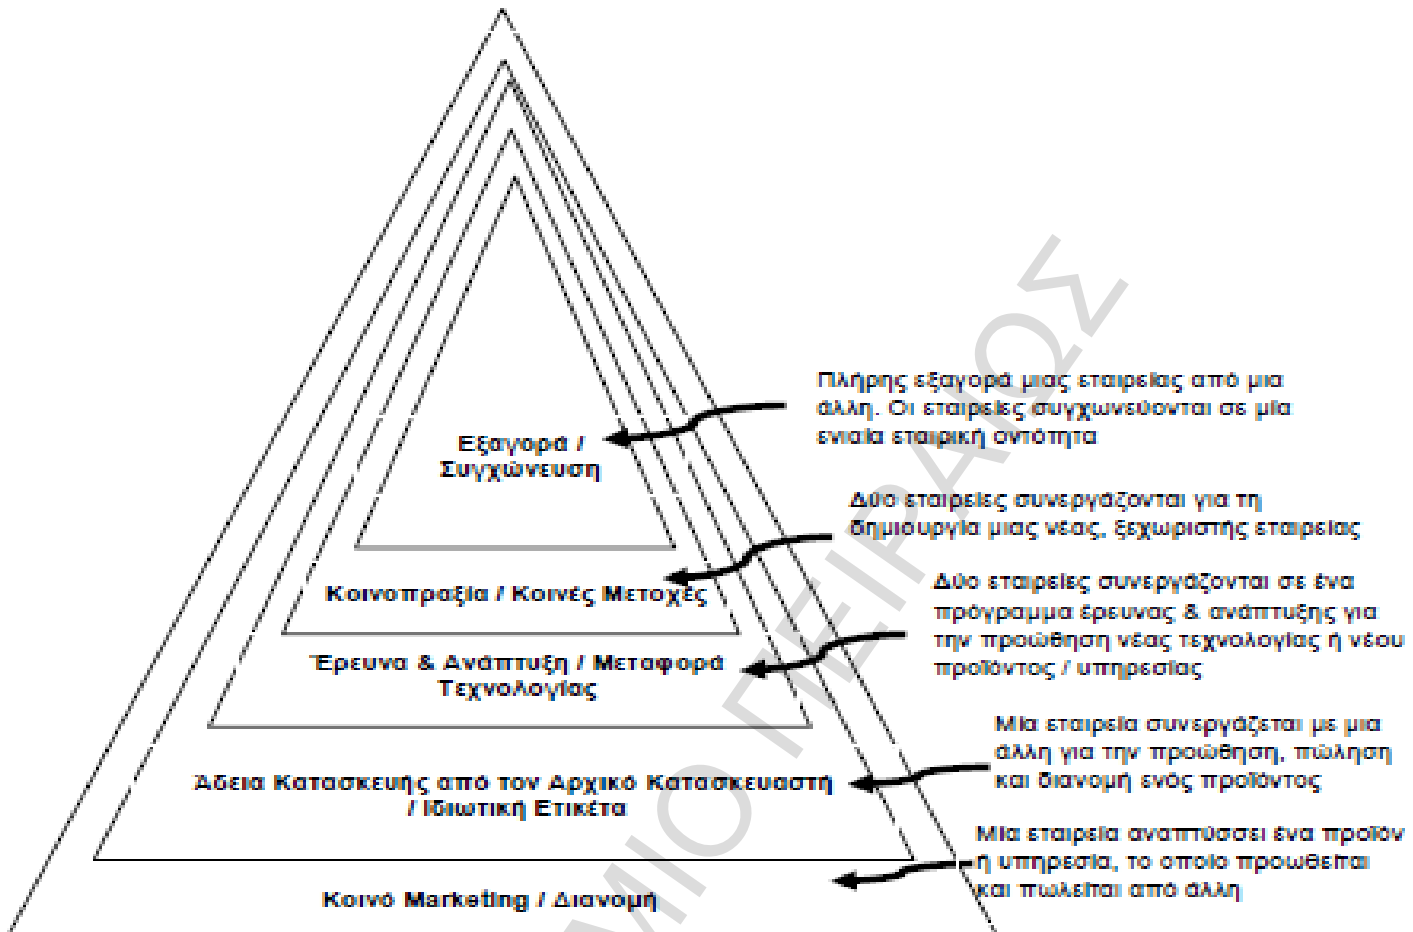 Πλήρης εξαγορά μιας εταιρείας από μια
άλλη. Οι εταιρείες συγχωνεύονται σε μία
ενιαία εταιρική οντότητα
Εξαγορά /
Συγχώνευση
Δύο εταιρείες συνεργάζονται για τη
δημιουργία μιας νέας, ξεχωριστής εταιρείας
Κοινοπραξία / Κοινές Μετοχές
Δύο εταιρείες συνεργάζονται σε ένα
πρόγραμμα έρευνας & ανάπτυξης για
την προώθηση νέας τεχνολογίας ή νέου
προϊόντος / υπηρεσίας
Έρευνα & Ανάπτυξη / Μεταφορά
Τεχνολογίας
Μία εταιρεία συνεργάζεται με μια
άλλη για την προώθηση, πώληση
και διανομή ενός προϊόντος
Άδεια Κατασκευής από τον Αρχικό Κατασκευαστή
/ Ιδιωτική Ετικέτα
Μία εταιρεία αναπτύσσει ένα προϊόν
ή υπηρεσία, το οποίο προωθείται
και πωλείται από άλλη
Κοινό Marketing / Διανομή
ΜΙΟ ΠΕΙΡΑΙΩΣ